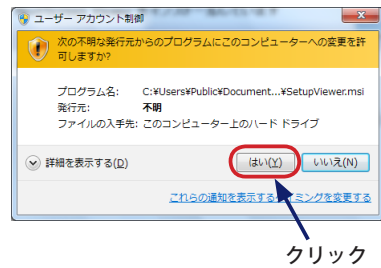 ユーザー アカウント制御
次の不明な発行元からのプログラムにこのコンピューターへの変更を許
可しますか?
プログラム名: C:¥Users¥Public¥Document...¥SetupViewer.msi
発行元: 不明
ファイルの入手先: このコンピューター上のハード ドライブ
詳細を表示する(D)
はい(Y)
いいえ(N)
これらの通知を表示するタイミングを変更する
クリック